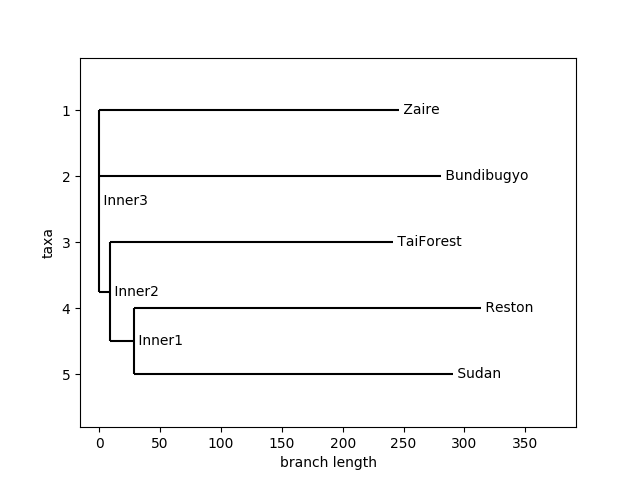 1
Zaire
2
Bundibugyo
Inner3
taxa
3
TaiForest
Inner2
4
Reston
Inner1
5
Sudan
0 50 100 150 200 250 300 350
branch length